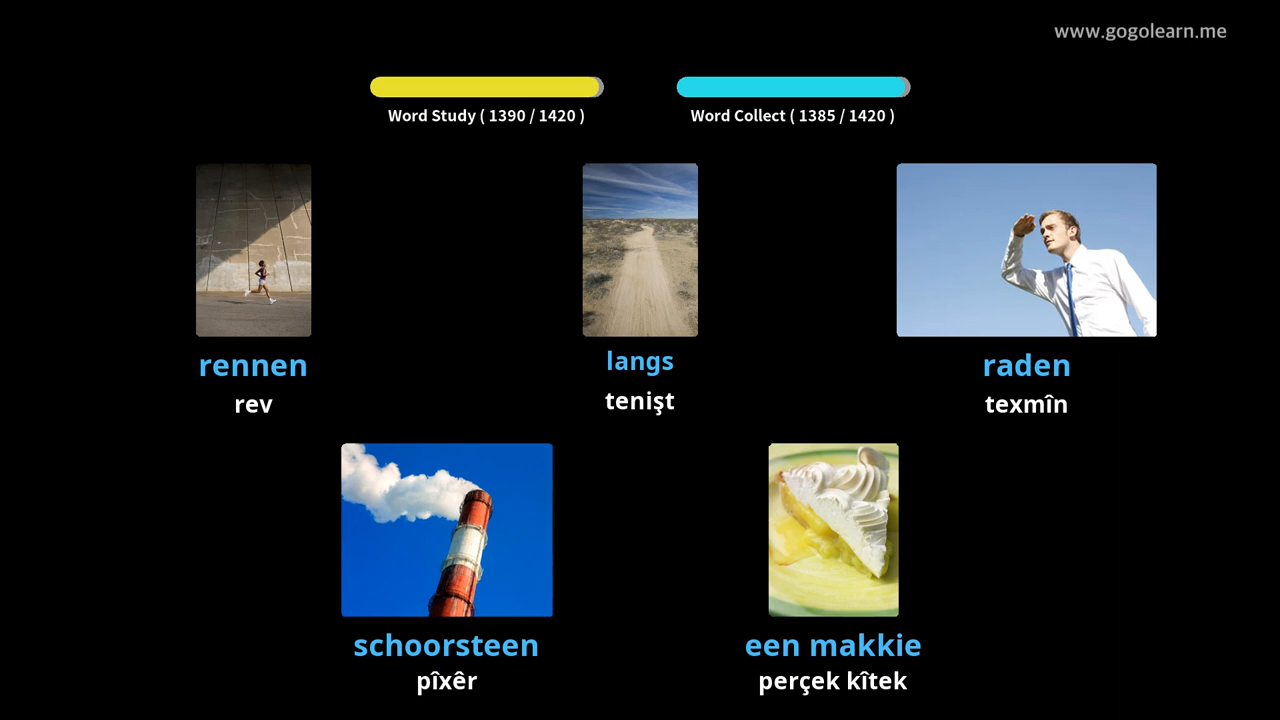 www.gogolearn.me
Word Study ( 1390 / 1420 )
Word Collect ( 1385 / 1420 )
rennen
rev
langs
tenişt
raden
texmîn
schoorsteen
pîxêr
een makkie
perçek kîtek